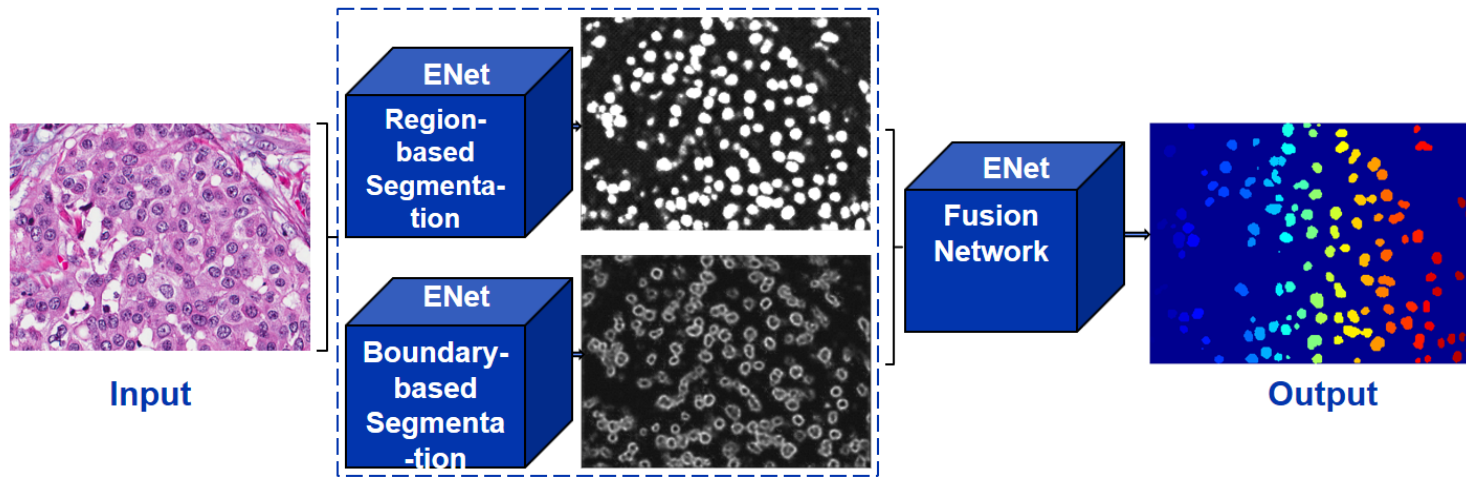 ENet
Region-
based
Segmenta-
tion
ENet
Boundary-
based
Segmenta
-tion
Input
ENet
Fusion
Network
Output